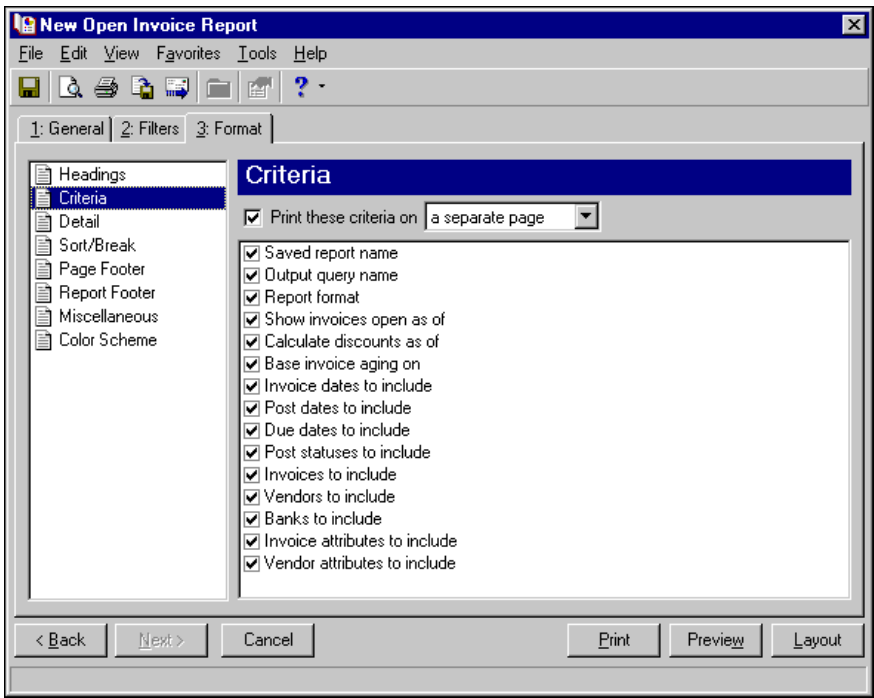 New Open Invoice Report
File Edit View Favorites Tools Help
?
1: General 2: Filters 3: Format
Headings
Criteria
Detail
Sort/Break
Page Footer
Report Footer
Miscellaneous
Color Scheme
Criteria
Print these criteria on a separate page
Saved report name
Output query name
Report format
Show invoices open as of
Calculate discounts as of
Base invoice aging on
Invoice dates to include
Post dates to include
Due dates to include
Post statuses to include
Invoices to include
Vendors to include
Banks to include
Invoice attributes to include
Vendor attributes to include
< Back Next > Cancel Print Preview Layout